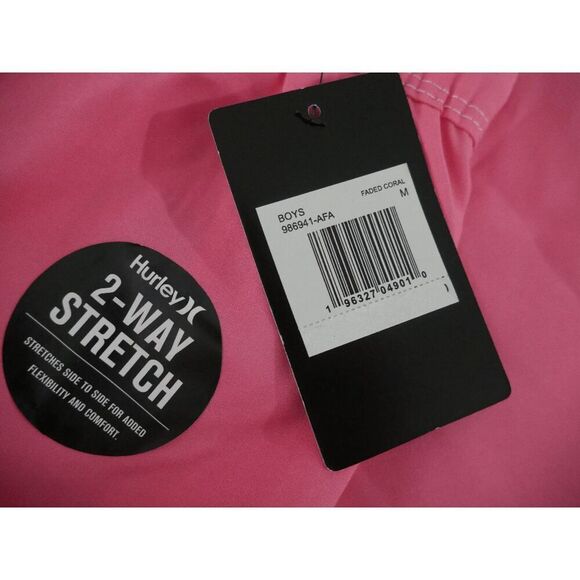 Hurley
2-WAY
STRETCH
STRETCHES SIDE TO SIDE FOR ADDED
FLEXIBILITY AND COMFORT.
BOYS
986941-AFA
FADED CORAL
M
1 96327 04901 0